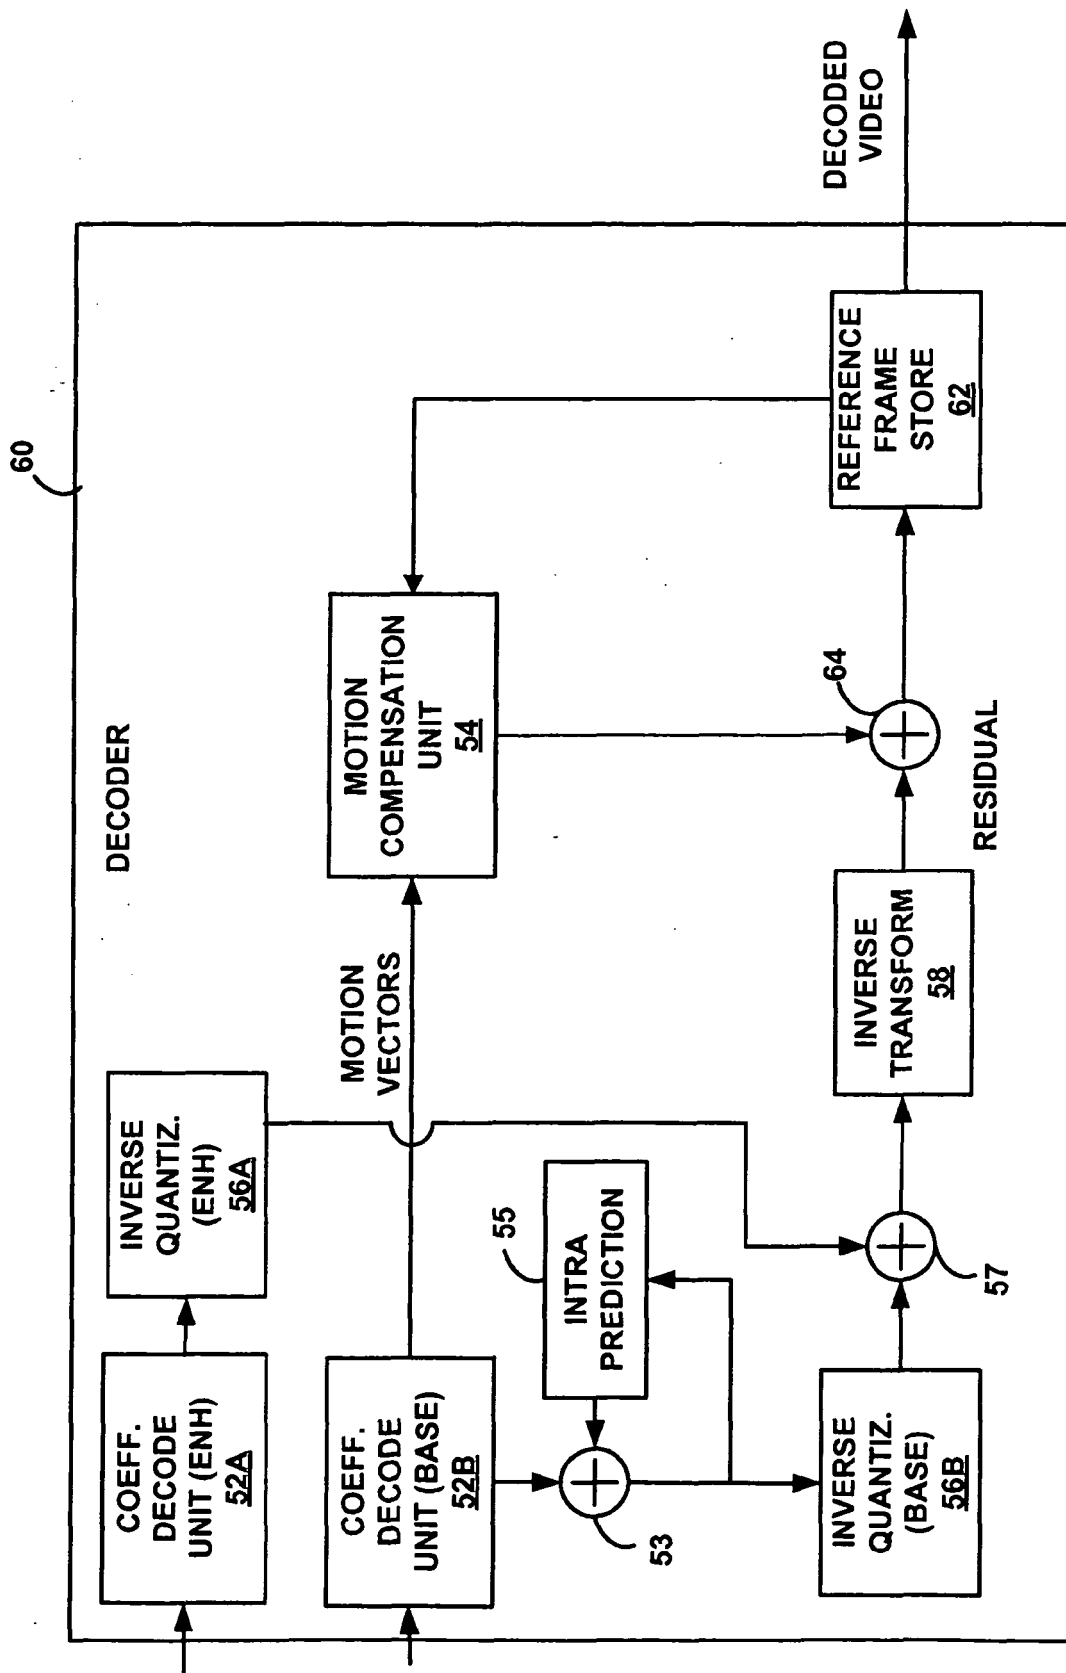 60
DECODER
COEFF.
DECODE
UNIT (ENH)
52A
INVERSE
QUANTIZ.
(ENH)
56A
COEFF.
DECODE
UNIT (BASE)
52B
MOTION
VECTORS
MOTION
COMPENSATION
UNIT
54
55
INTRA
PREDICTION
53
INVERSE
QUANTIZ.
(BASE)
56B
57
INVERSE
TRANSFORM
58
RESIDUAL
64
REFERENCE
FRAME
STORE
62
DECODED
VIDEO